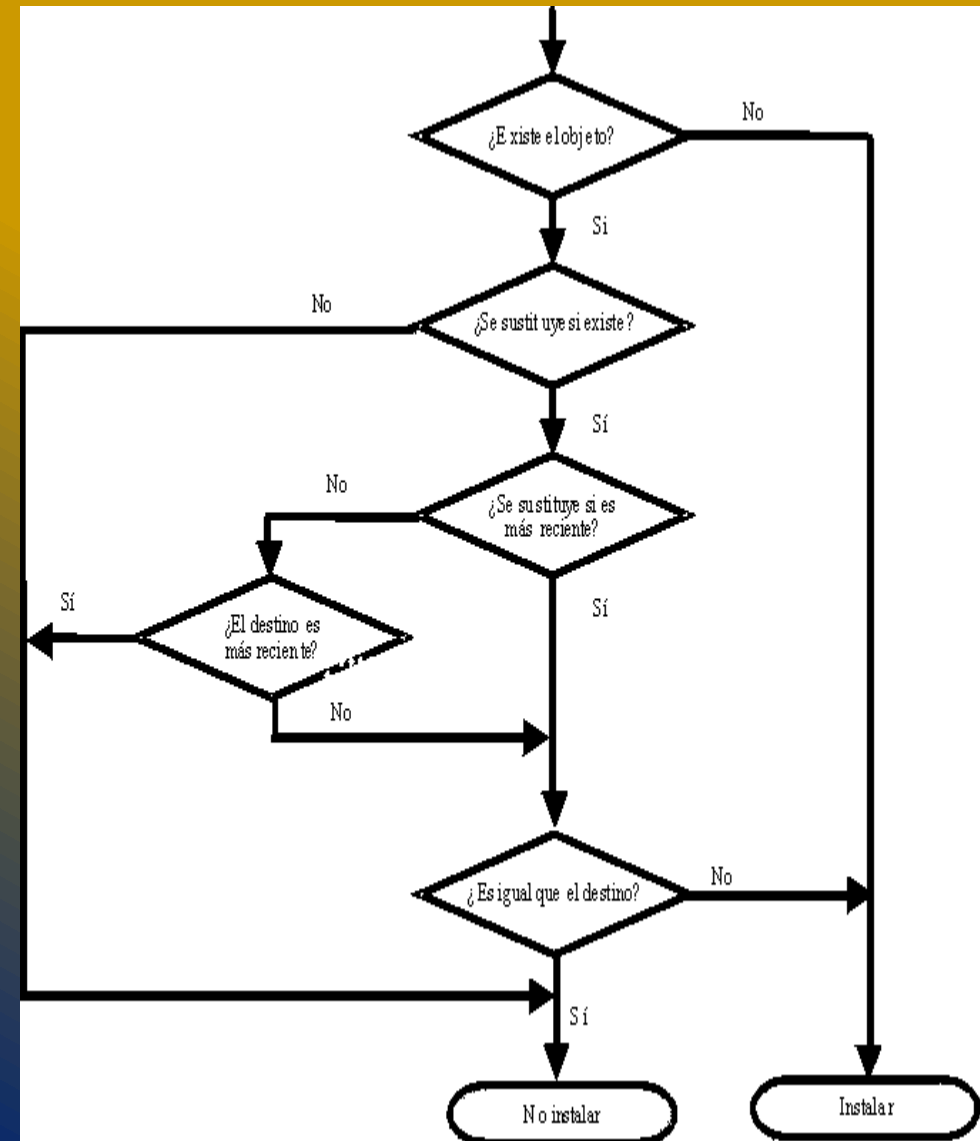 No
¿Existe el objeto?
Sí
No
¿Se sustituye si existe?
Sí
No
¿Se sustituye si es
más reciente?
Sí
Sí
¿El destino es
más reciente?
No
No
¿Es igual que el destino?
Sí
No instalar
Instalar